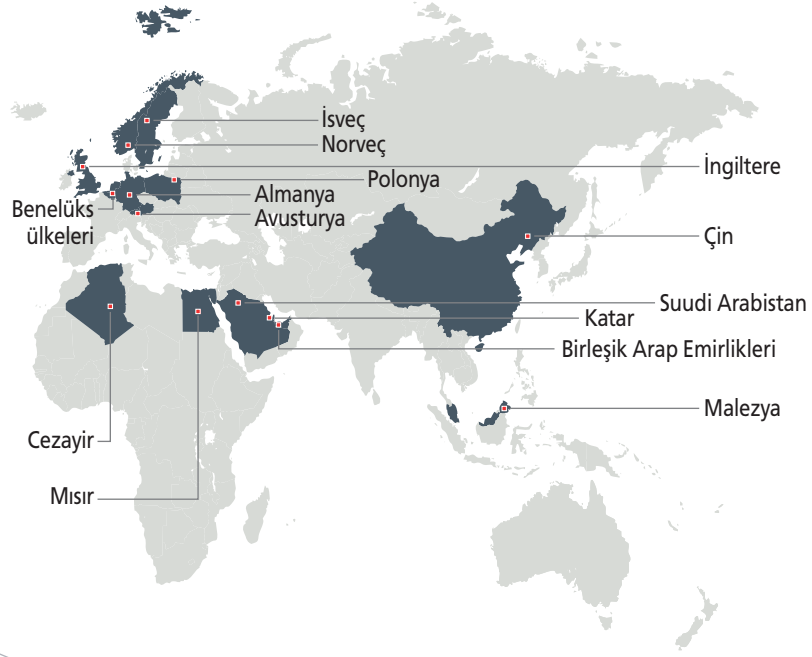 İsveç
Norveç
İngiltere
Polonya
Almanya
Benelüks
ülkeleri
Avusturya
Çin
Suudi Arabistan
Katar
Birleşik Arap Emirlikleri
Malezya
Cezayir
Mısır